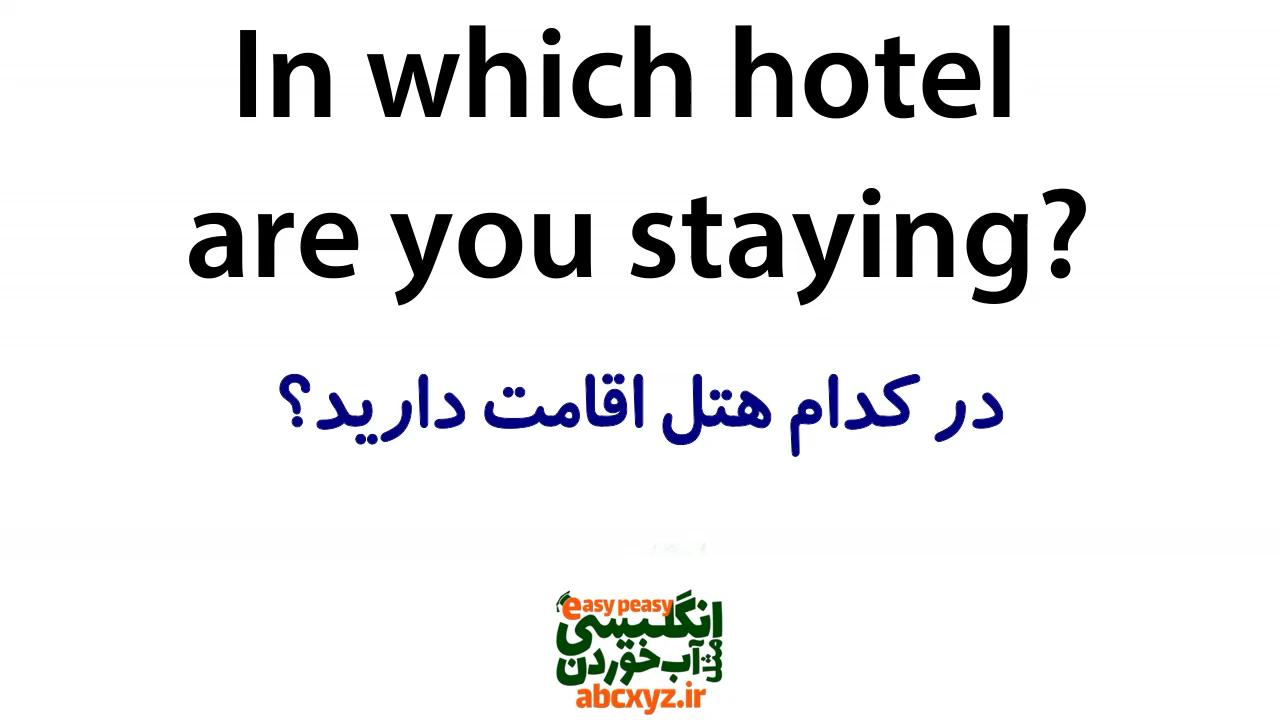 In which hotel
are you staying?
در کدام هتل اقامت دارید؟
easy peasy
انگلیسی
مثل آب خوردن
abcxyz.ir